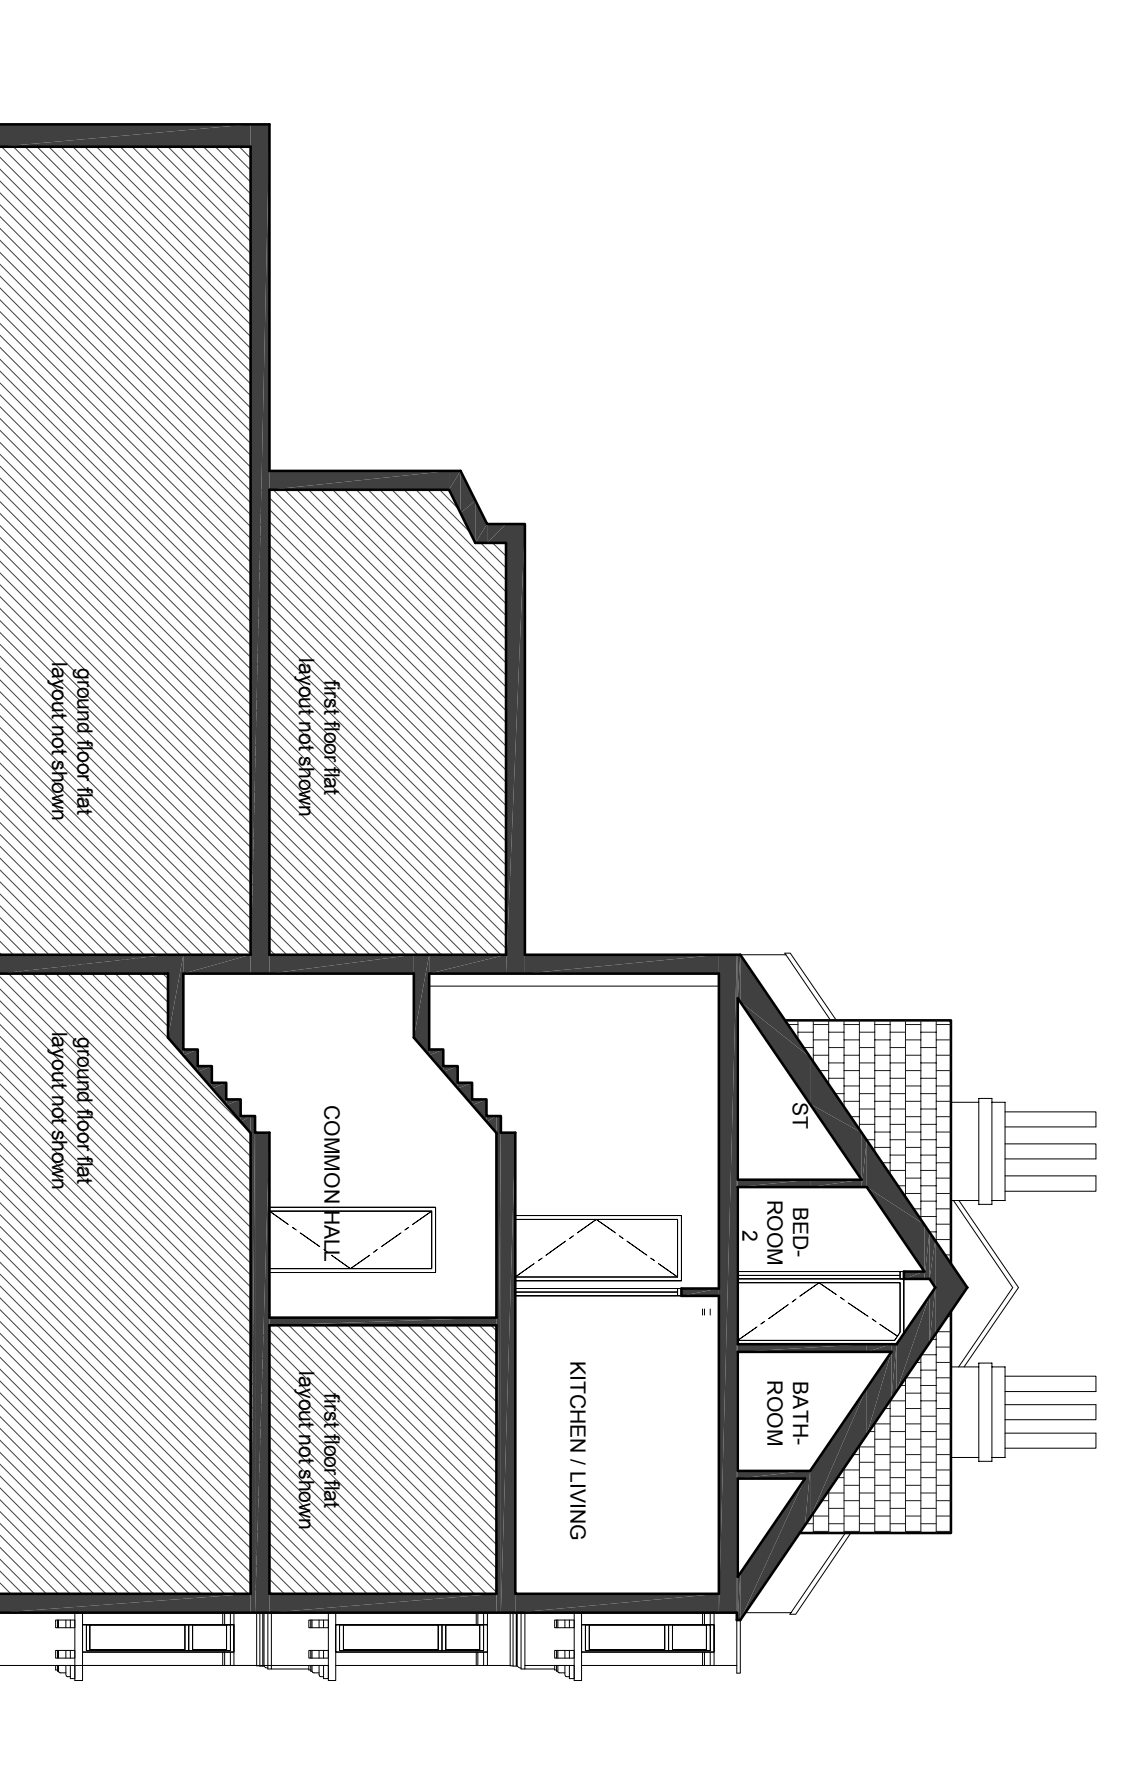 ST
BED-
ROOM
2
BATH-
ROOM
KITCHEN / LIVING
first floor flat
layout not shown
COMMON HALL
first floor flat
layout not shown
ground floor flat
layout not shown
ground floor flat
layout not shown